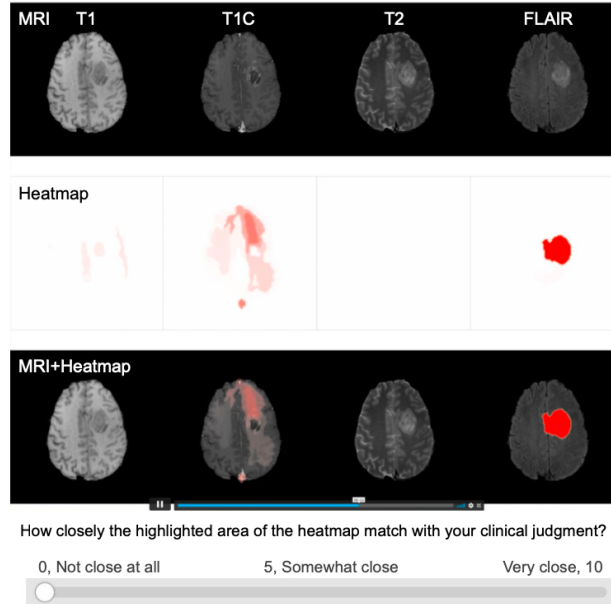 MRI T1 T1C T2 FLAIR
Heatmap
MRI+Heatmap
How closely the highlighted area of the heatmap match with your clinical judgment?
0, Not close at all 5, Somewhat close Very close, 10